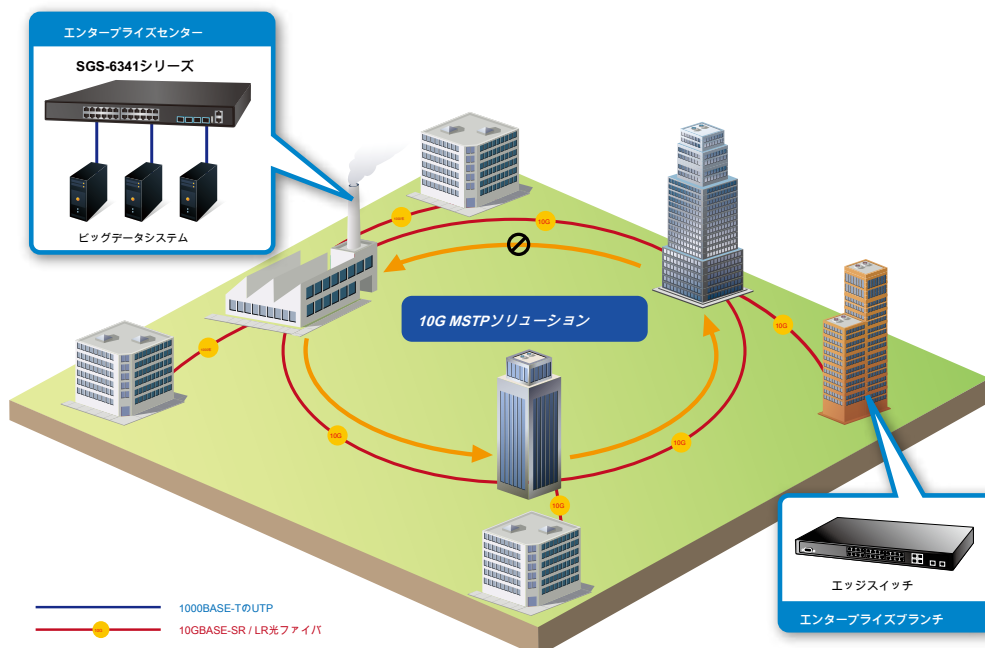 エンタープライズセンター
SGS-6341シリーズ
ビッグデータシステム
10G
10G MSTPソリューション
10G
10G
10G
10G
エッジスイッチ
エンタープライズブランチ
1000BASE-TのUTP
10GBASE-SR / LR光ファイバ